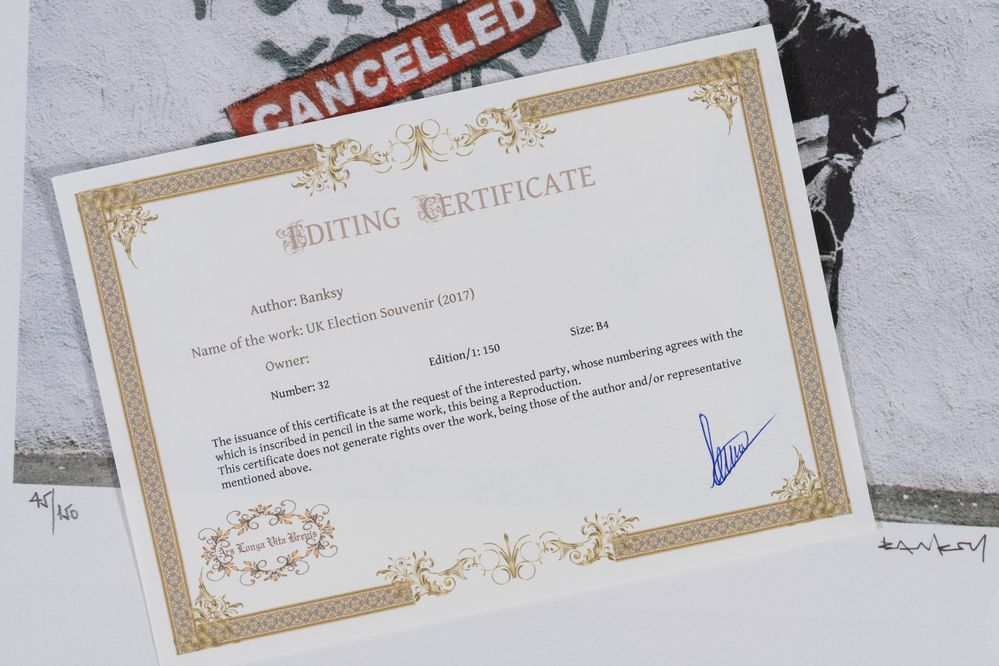 CANCELLED
EDITING CERTIFICATE
Author: Banksy
Name of the work: UK Election Souvenir (2017)
Owner:
Number: 32 Edition/1: 150 Size: B4
The issuance of this certificate is at the request of the interested party, whose numbering agrees with the
which is inscribed in pencil in the same work, this being a Reproduction.
This certificate does not generate rights over the work, being those of the author and/or representative
mentioned above.
Ars Longa Vita Brevis
45/150
BANKSY